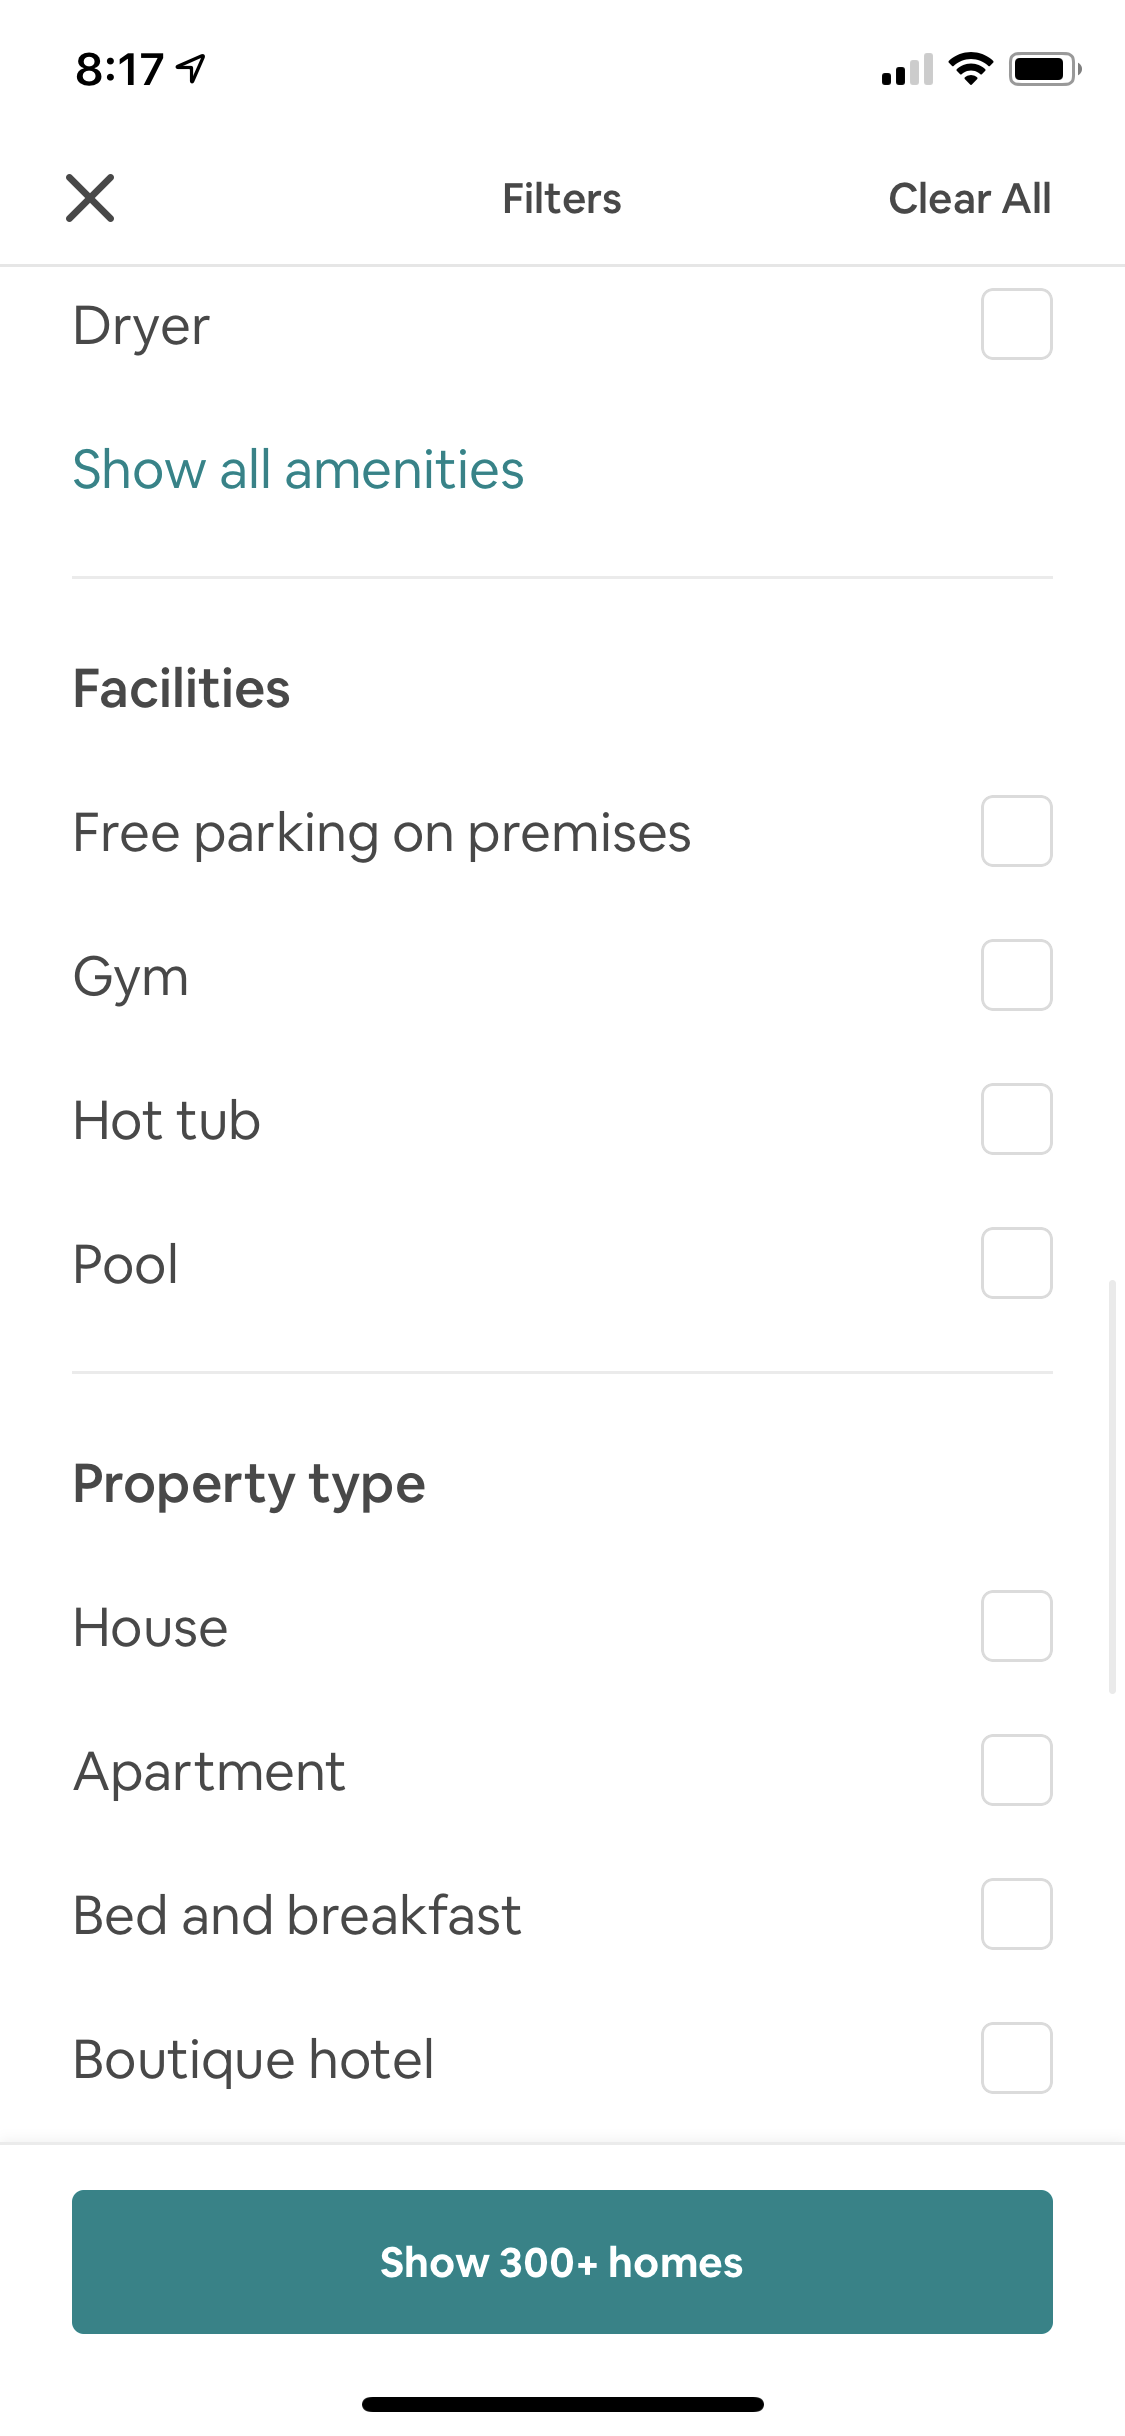 8:17
Filters
Clear All
Dryer
Show all amenities
Facilities
Free parking on premises
Gym
Hot tub
Pool
Property type
House
Apartment
Bed and breakfast
Boutique hotel
Show 300+ homes